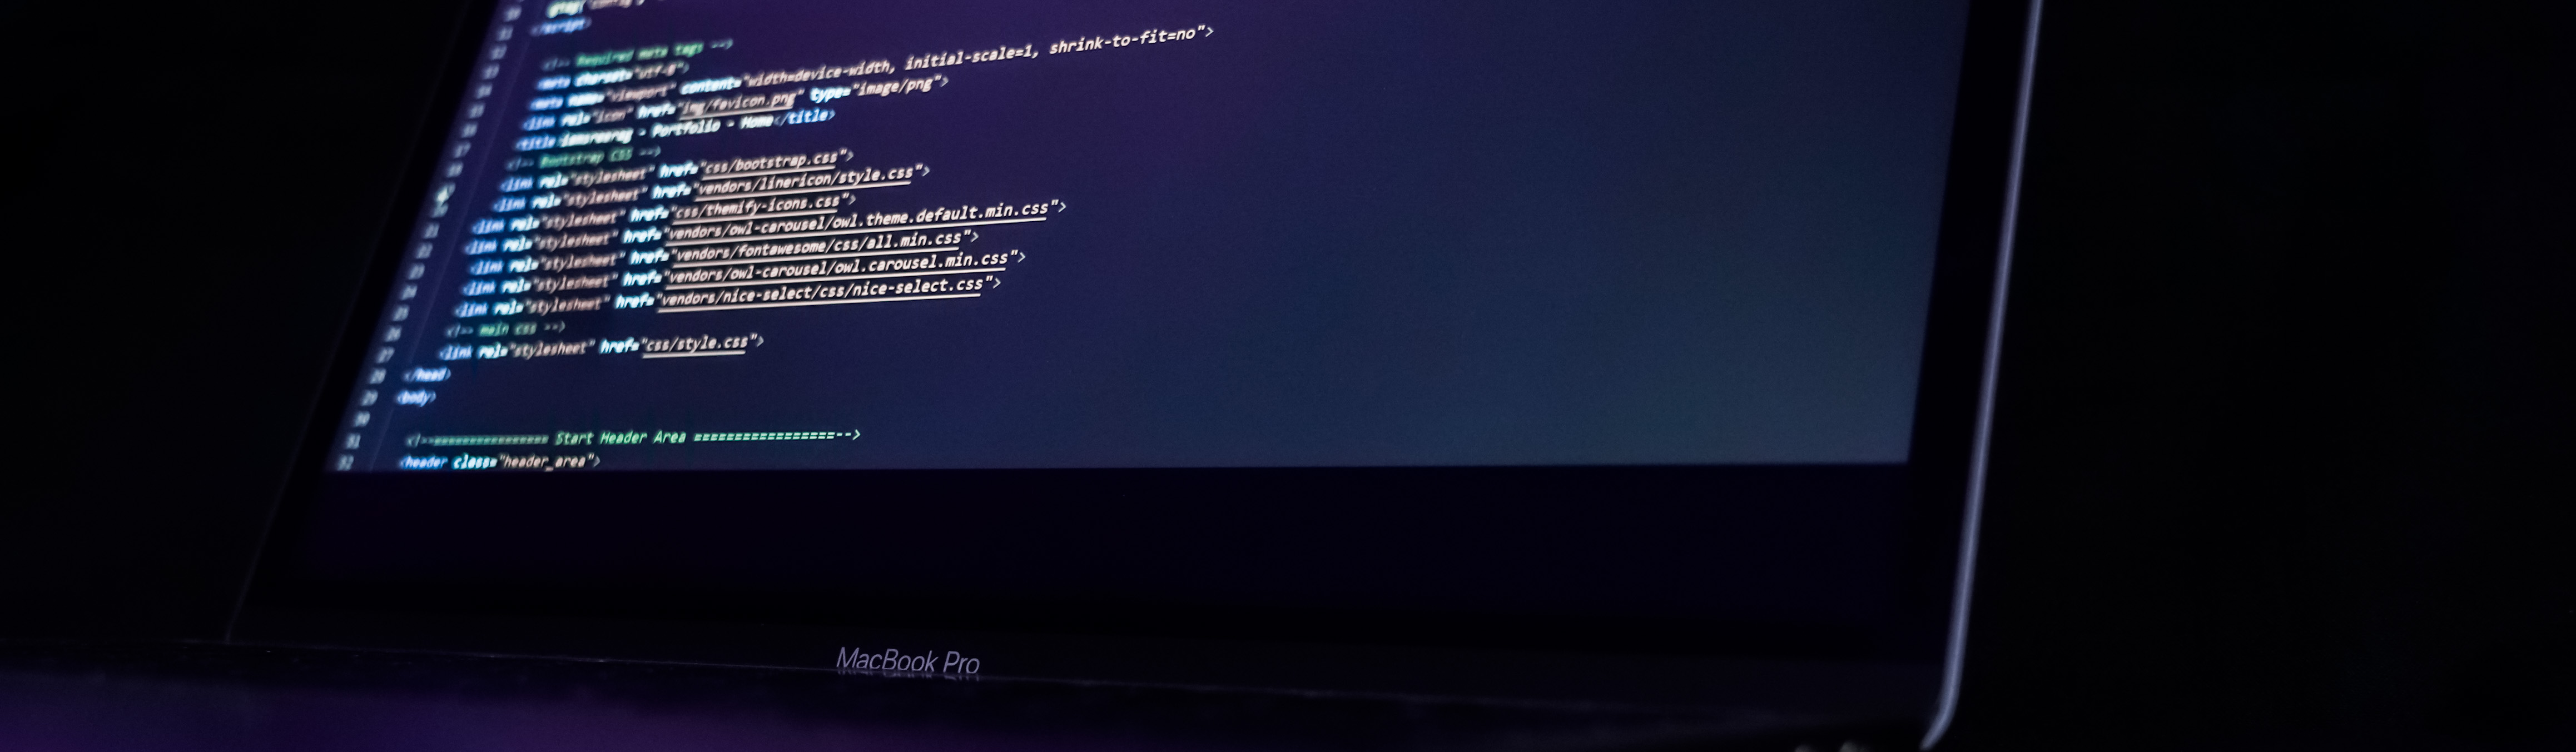 </script>
<!-- Required meta tags -->
<meta charset="utf-8">
<meta name="viewport" content="width=device-width, initial-scale=1, shrink-to-fit=no">
<link rel="icon" href="img/favicon.png" type="image/png">
<title - Portfolio - Home</title>
<!-- Bootstrap CSS -->
<link rel="stylesheet" href="css/bootstrap.css">
<link rel="stylesheet" href="vendors/linericon/style.css">
<link rel="stylesheet" href="css/themify-icons.css">
<link rel="stylesheet" href="vendors/owl-carousel/owl.theme.default.min.css">
<link rel="stylesheet" href="vendors/fontawesome/css/all.min.css">
<link rel="stylesheet" href="vendors/owl-carousel/owl.carousel.min.css">
<link rel="stylesheet" href="vendors/nice-select/css/nice-select.css">
<!-- main css -->
<link rel="stylesheet" href="css/style.css">
28 </head>
29 <body>
30
31 <!--================ Start Header Area =================-->
32 <header class="header_area">
MacBook Pro